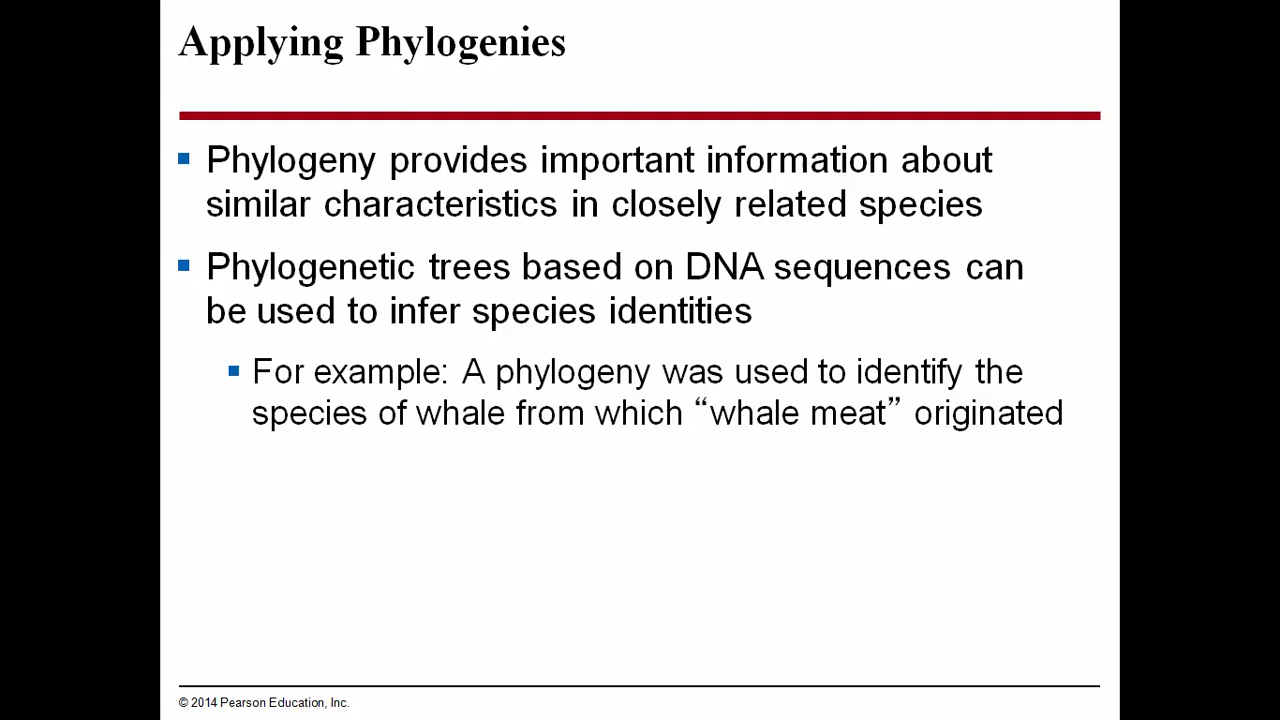 Applying Phylogenies
▪ Phylogeny provides important information about
similar characteristics in closely related species
▪ Phylogenetic trees based on DNA sequences can
be used to infer species identities
▪ For example: A phylogeny was used to identify the
species of whale from which “whale meat” originated
© 2014 Pearson Education, Inc.